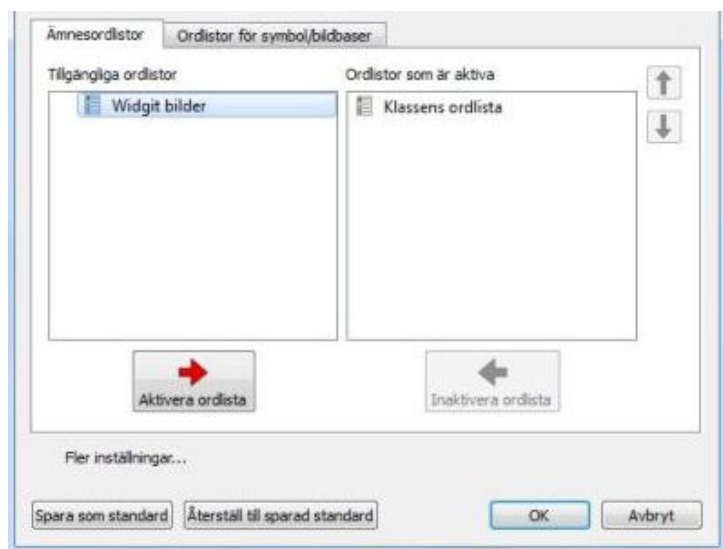 Ämnesordlistor
Ordlistor för symbol/bildbaser
Tillgängliga ordlistor
Ordlistor som är aktiva
Widgit bilder
Klassens ordlista
Aktivera ordlista
Inaktivera ordlista
Fler inställningar...
Spara som standard
Återställ till sparad standard
OK
Avbryt